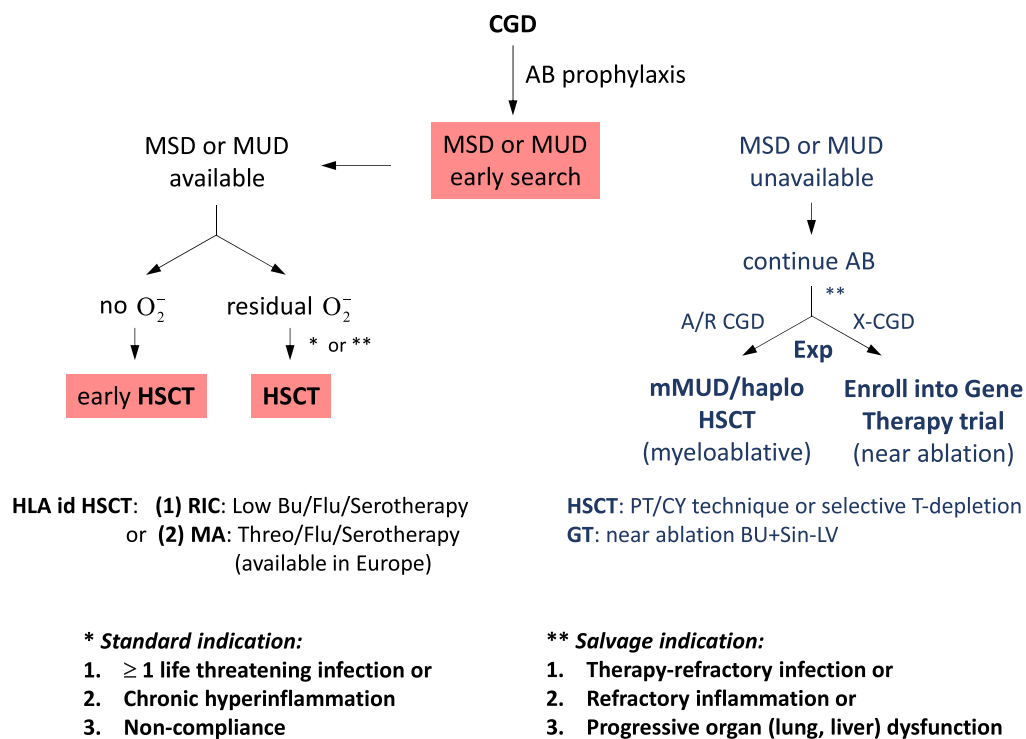 CGD
AB prophylaxis
MSD or MUD
early search
MSD or MUD
available
no O₂⁻
residual O₂⁻
* or **
early HSCT
HSCT
MSD or MUD
unavailable
continue AB
**
A/R CGD
X-CGD
Exp
mMUD/haplo
HSCT
(myeloablative)
Enroll into Gene
Therapy trial
(near ablation)
HLA id HSCT: (1) RIC: Low Bu/Flu/Serotherapy
or (2) MA: Threo/Flu/Serotherapy
(available in Europe)
HSCT: PT/CY technique or selective T-depletion
GT: near ablation BU+Sin-LV
* Standard indication:
1. ≥ 1 life threatening infection or
2. Chronic hyperinflammation
3. Non-compliance
** Salvage indication:
1. Therapy-refractory infection or
2. Refractory inflammation or
3. Progressive organ (lung, liver) dysfunction